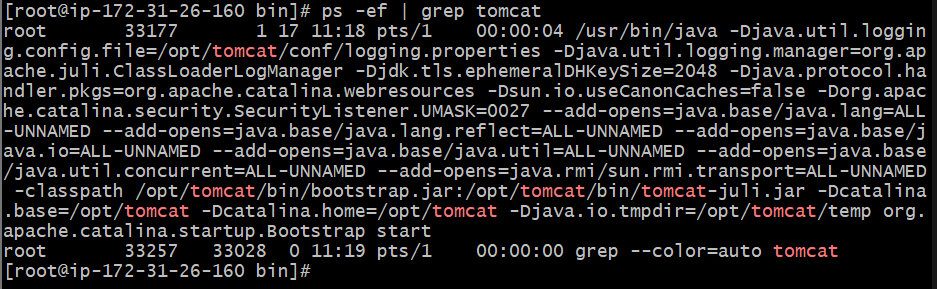 [root@ip-172-31-26-160 bin]# ps -ef | grep tomcat
root       33177       1 17 11:18 pts/1    00:00:04 /usr/bin/java -Djava.util.loggin
g.config.file=/opt/tomcat/conf/logging.properties -Djava.util.logging.manager=org.ap
ache.juli.ClassLoaderLogManager -Djdk.tls.ephemeralDHKeySize=2048 -Djava.protocol.ha
ndler.pkgs=org.apache.catalina.webresources -Dsun.io.useCanonCaches=false -Dorg.apac
he.catalina.security.SecurityListener.UMASK=0027 --add-opens=java.base/java.lang=ALL
-UNNAMED --add-opens=java.base/java.lang.reflect=ALL-UNNAMED --add-opens=java.base/j
ava.io=ALL-UNNAMED --add-opens=java.base/java.util=ALL-UNNAMED --add-opens=java.base
/java.util.concurrent=ALL-UNNAMED --add-opens=java.rmi/sun.rmi.transport=ALL-UNNAMED
 -classpath /opt/tomcat/bin/bootstrap.jar:/opt/tomcat/bin/tomcat-juli.jar -Dcatalina
.base=/opt/tomcat -Dcatalina.home=/opt/tomcat -Djava.io.tmpdir=/opt/tomcat/temp org.
apache.catalina.startup.Bootstrap start
root       33257   33028  0 11:19 pts/1    00:00:00 grep --color=auto tomcat
[root@ip-172-31-26-160 bin]#